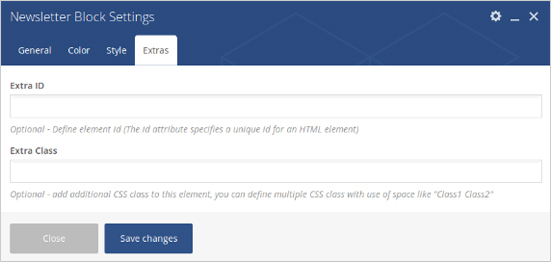 Newsletter Block Settings
General Color Style Extras
Extra ID
Optional - Define element id (The Id attribute specifies a unique id for an HTML element)
Extra Class
Optional - add additional CSS class to this element, you can define multiple CSS class with use of space like "Class1 Class2"
Close Save changes